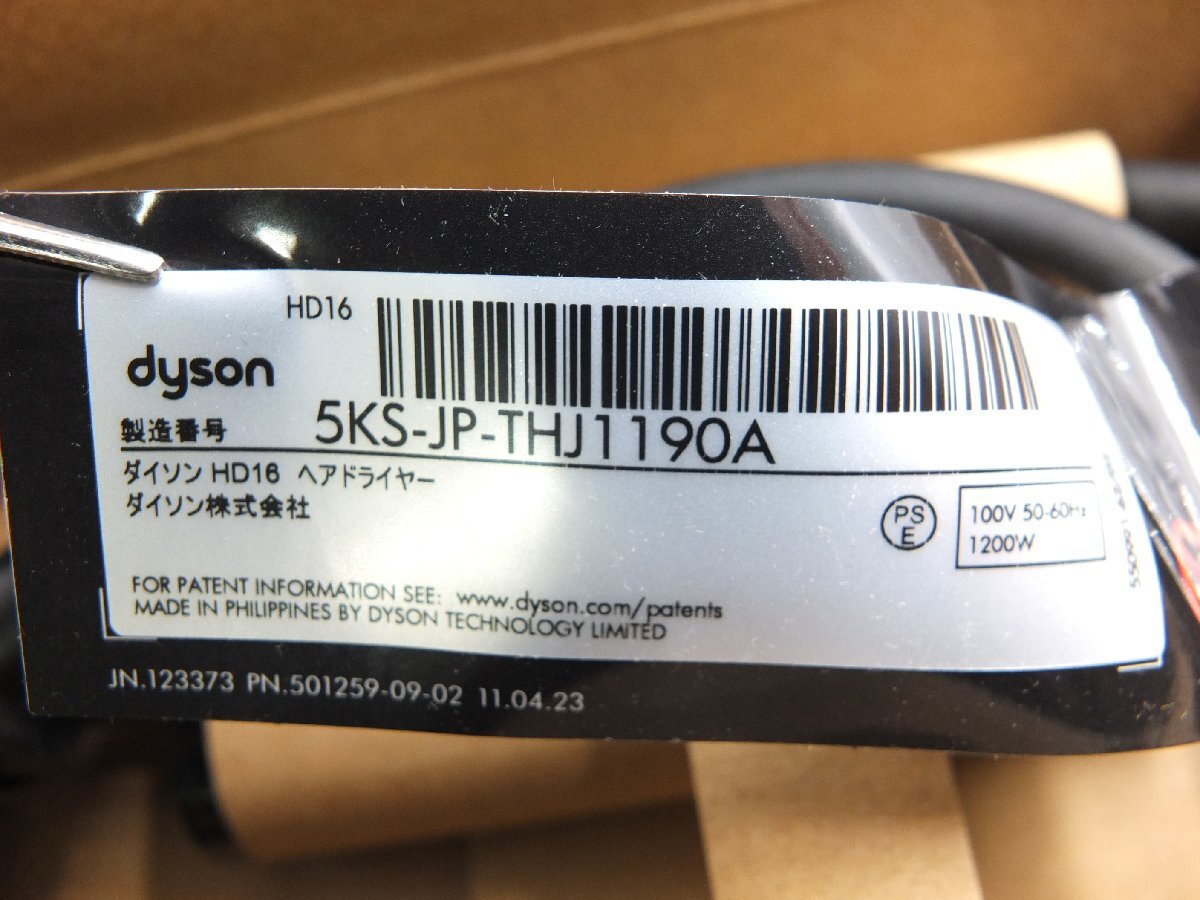 HD16
dyson
製造番号 5KS-JP-THJ1190A
ダイソン HD16 ヘアドライヤー
ダイソン株式会社
PS
E
100V 50-60Hz
1200W
FOR PATENT INFORMATION SEE: www.dyson.com/patents
MADE IN PHILIPPINES BY DYSON TECHNOLOGY LIMITED
JN.123373 PN.501259-09-02 11.04.23